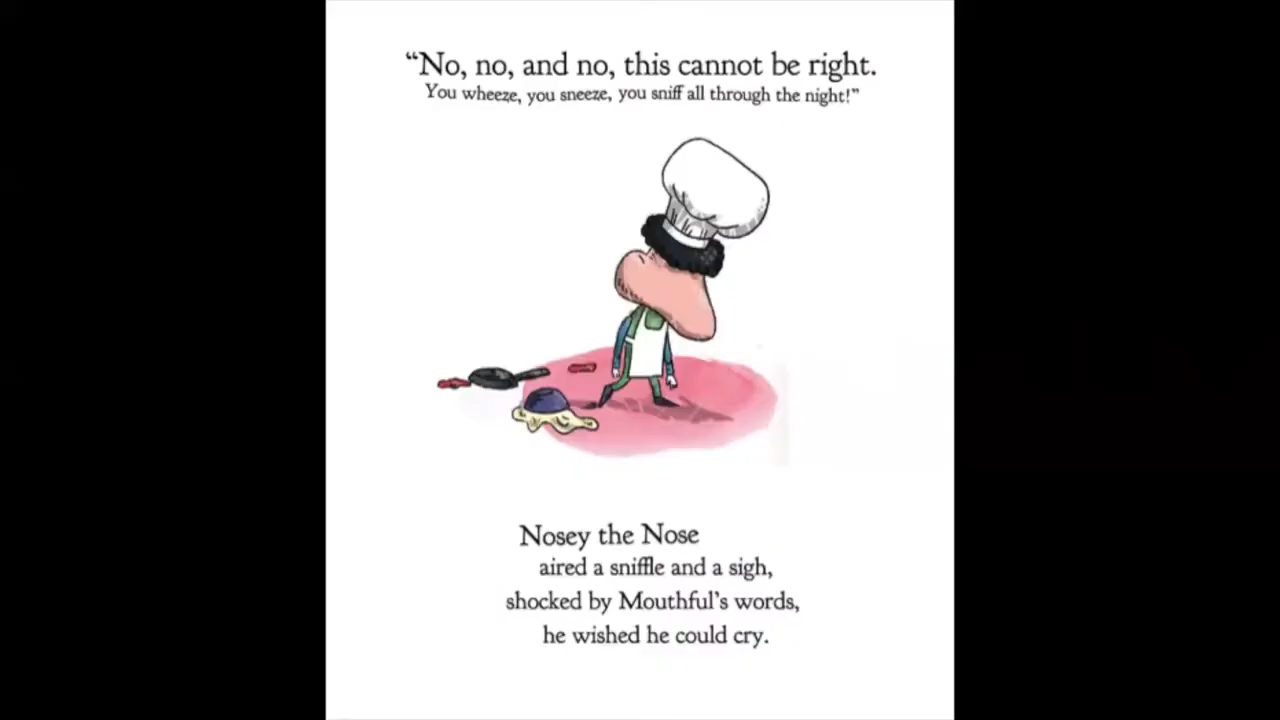 “No, no, and no, this cannot be right.
You wheeze, you sneeze, you sniff all through the night!”
Nosey the Nose
aired a sniffle and a sigh,
shocked by Mouthful’s words,
he wished he could cry.